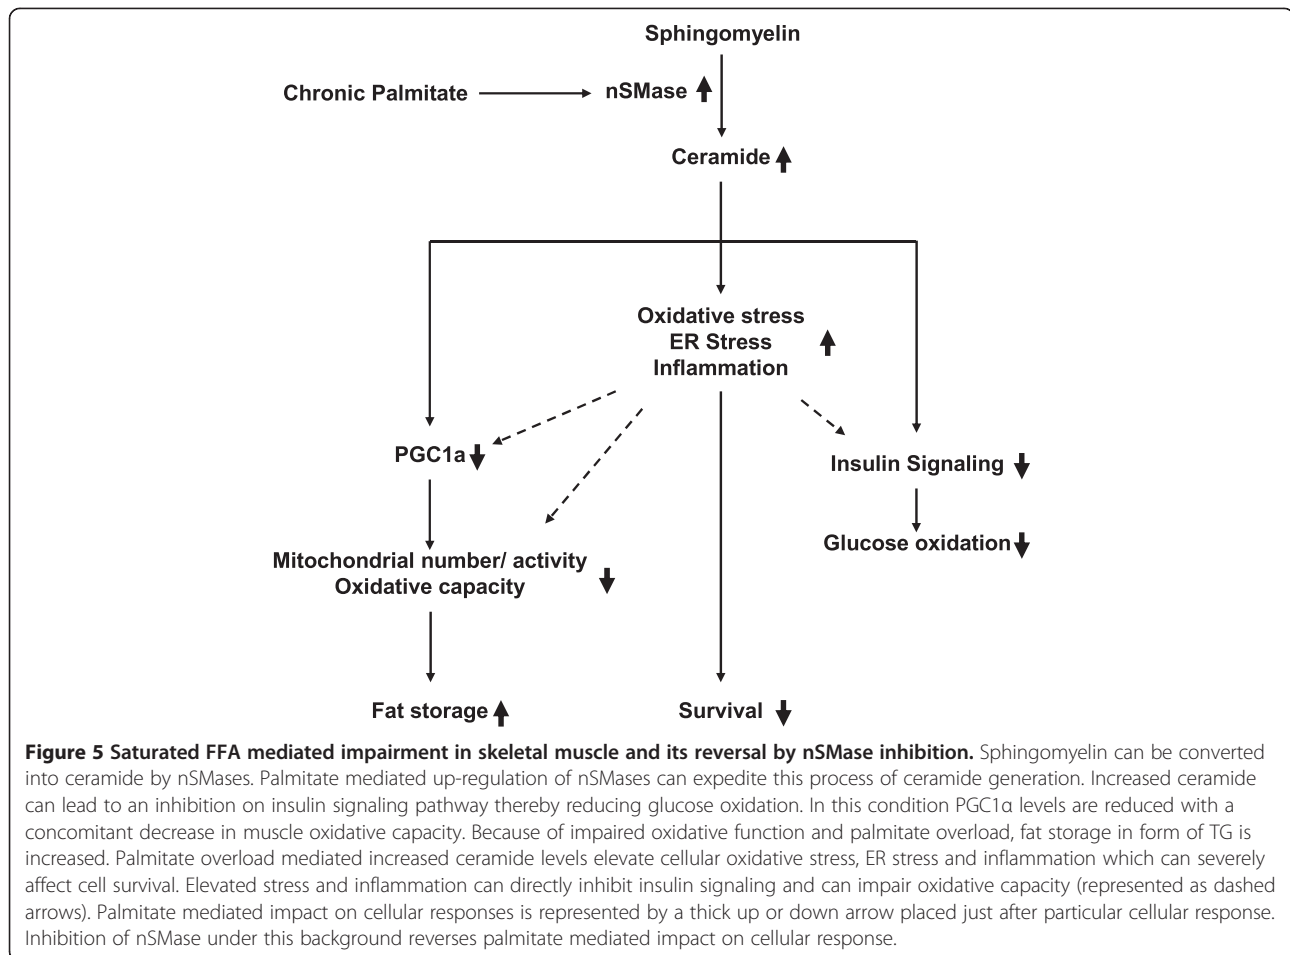 Sphingomyelin
Chronic Palmitate
nSMase
Ceramide
Oxidative stress
ER Stress
Inflammation
PGC1a
Insulin Signaling
Glucose oxidation
Mitochondrial number/ activity
Oxidative capacity
Fat storage
Survival
Figure 5 Saturated FFA mediated impairment in skeletal muscle and its reversal by nSMase inhibition. Sphingomyelin can be converted
into ceramide by nSMases. Palmitate mediated up-regulation of nSMases can expedite this process of ceramide generation. Increased ceramide
can lead to an inhibition on insulin signaling pathway thereby reducing glucose oxidation. In this condition PGC1α levels are reduced with a
concomitant decrease in muscle oxidative capacity. Because of impaired oxidative function and palmitate overload, fat storage in form of TG is
increased. Palmitate overload mediated increased ceramide levels elevate cellular oxidative stress, ER stress and inflammation which can severely
affect cell survival. Elevated stress and inflammation can directly inhibit insulin signaling and can impair oxidative capacity (represented as dashed
arrows). Palmitate mediated impact on cellular responses is represented by a thick up or down arrow placed just after particular cellular response.
Inhibition of nSMase under this background reverses palmitate mediated impact on cellular response.